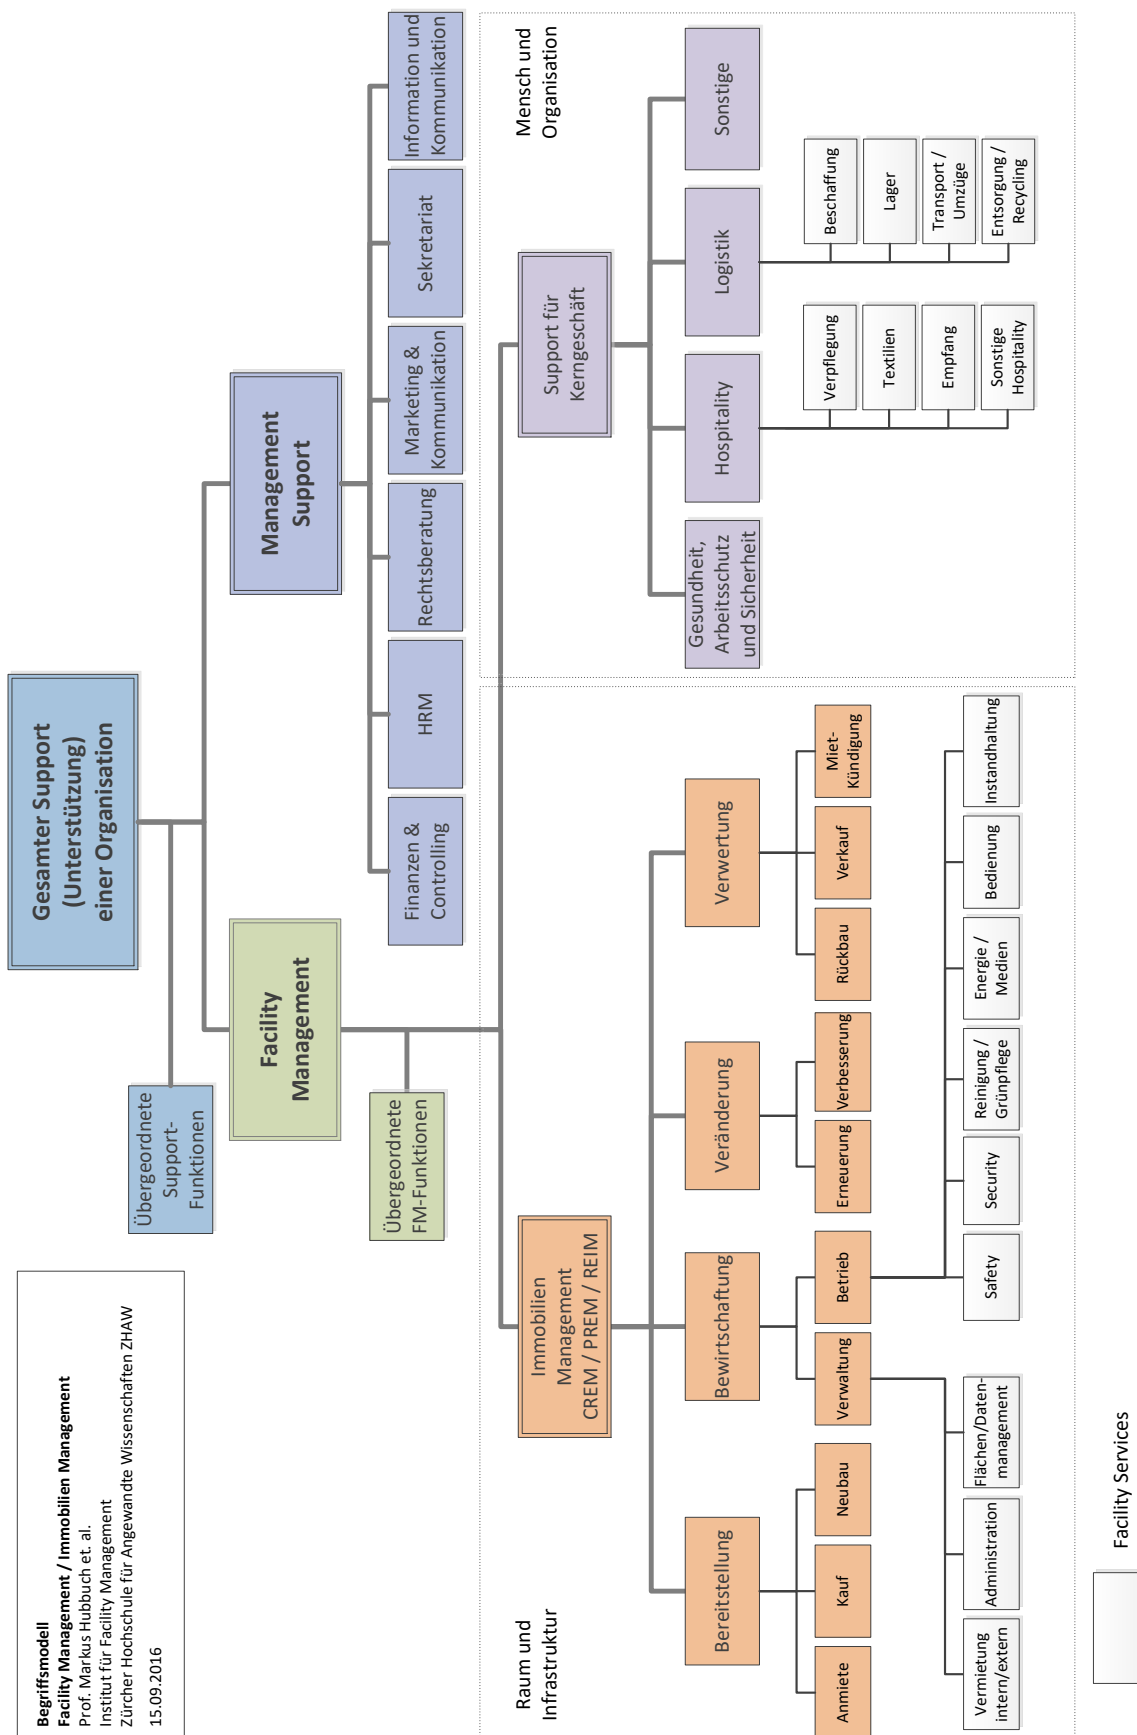 Begriffsmodell
Facility Management / Immobilien Management
Prof. Markus Hubbuch et. al.
Institut für Facility Management
Zürcher Hochschule für Angewandte Wissenschaften ZHAW
15.09.2016
Gesamter Support
(Unterstützung)
einer Organisation
Übergeordnete
Support-
Funktionen
Facility
Management
Management
Support
Übergeordnete
FM-Funktionen
Finanzen &
Controlling
HRM
Rechtsberatung
Marketing &
Kommunikation
Sekretariat
Information und
Kommunikation
Raum und
Infrastruktur
Immobilien
Management
CREM / PREM / REIM
Support für
Kerngeschäft
Mensch und
Organisation
Bereitstellung
Bewirtschaftung
Veränderung
Verwertung
Gesundheit,
Arbeitsschutz
und Sicherheit
Hospitality
Logistik
Sonstige
Anmiete
Kauf
Neubau
Verwaltung
Betrieb
Erneuerung
Verbesserung
Rückbau
Verkauf
Miet-
Kündigung
Verpflegung
Textilien
Empfang
Sonstige
Hospitality
Beschaffung
Lager
Transport /
Umzüge
Entsorgung /
Recycling
Vermietung
intern/extern
Administration
Flächen/Daten-
management
Safety
Security
Reinigung /
Grünpflege
Energie /
Medien
Bedienung
Instandhaltung
Facility Services